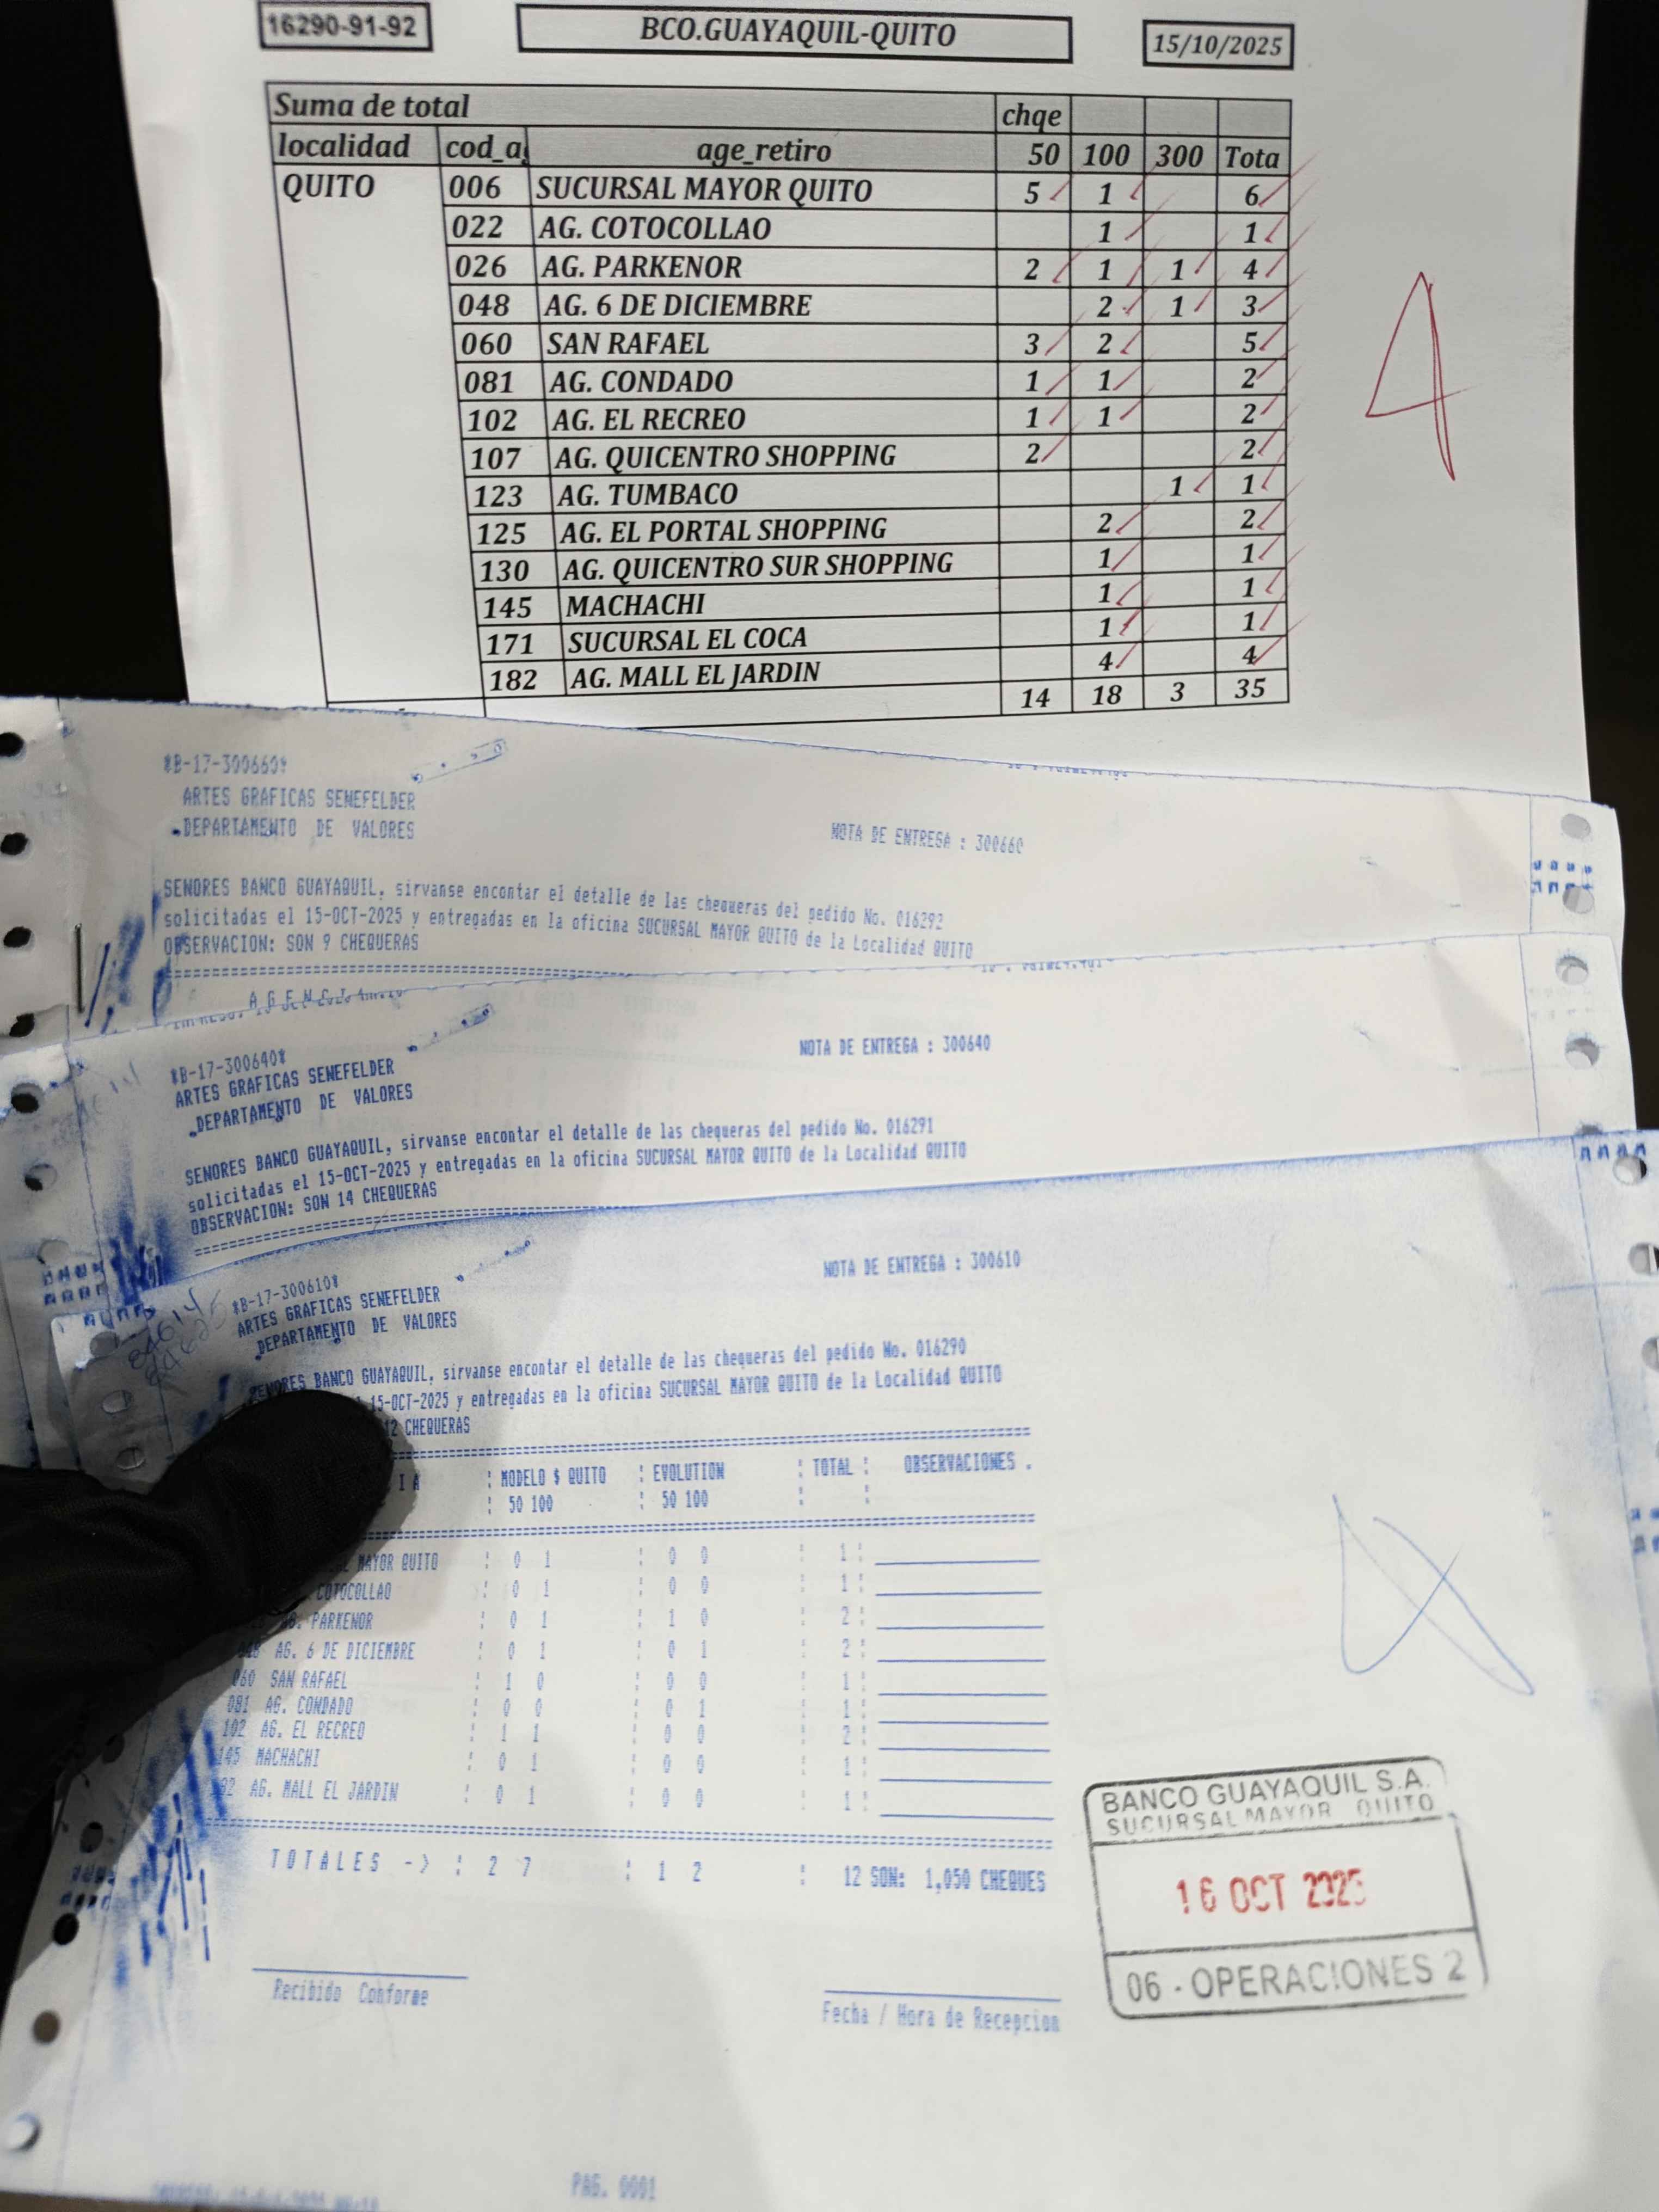 16290-91-92 BCO.GUAYAQUIL-QUITO 15/10/2025
Suma de total chqe
localidad cod_a age_retiro 50 100 300 Tota
QUITO 006 SUCURSAL MAYOR QUITO 5 1 6
022 AG. COTOCOLLAO 1 1
026 AG. PARKENOR 2 1 1 4
048 AG. 6 DE DICIEMBRE 2 1 3
060 SAN RAFAEL 3 2 5
081 AG. CONDADO 1 1 2
102 AG. EL RECREO 1 1 2
107 AG. QUICENTRO SHOPPING 2 2
123 AG. TUMBACO 1 1
125 AG. EL PORTAL SHOPPING 2 2
130 AG. QUICENTRO SUR SHOPPING 1 1
145 MACHACHI 1 1
171 SUCURSAL EL COCA 1 1
182 AG. MALL EL JARDIN 4 4
14 18 3 35
4
*B-17-300660*
ARTES GRAFICAS SENEFELDER
DEPARTAMENTO DE VALORES
NOTA DE ENTREGA : 300660
SENORES BANCO GUAYAQUIL, sirvanse encontar el detalle de las chequeras del pedido No. 016292
solicitadas el 15-OCT-2025 y entregadas en la oficina SUCURSAL MAYOR QUITO de la Localidad QUITO
OBSERVACION: SON 9 CHEQUERAS
*B-17-300640*
ARTES GRAFICAS SENEFELDER
DEPARTAMENTO DE VALORES
NOTA DE ENTREGA : 300640
SENORES BANCO GUAYAQUIL, sirvanse encontar el detalle de las chequeras del pedido No. 016291
solicitadas el 15-OCT-2025 y entregadas en la oficina SUCURSAL MAYOR QUITO de la Localidad QUITO
OBSERVACION: SON 14 CHEQUERAS
*B-17-300610*
ARTES GRAFICAS SENEFELDER
DEPARTAMENTO DE VALORES
NOTA DE ENTREGA : 300610
SENORES BANCO GUAYAQUIL, sirvanse encontar el detalle de las chequeras del pedido No. 016290
15-OCT-2025 y entregadas en la oficina SUCURSAL MAYOR QUITO de la Localidad QUITO
12 CHEQUERAS
I A : MODELO $ QUITO : EVOLUTION : TOTAL : OBSERVACIONES .
: 50 100 : 50 100 : :
MAYOR QUITO : 0 1 : 0 0 : 1 :
COTOCOLLAO : 0 1 : 0 0 : 1 :
AG. PARKENOR : 0 1 : 1 0 : 2 :
AG. 6 DE DICIEMBRE : 0 1 : 0 1 : 2 :
060 SAN RAFAEL : 1 0 : 0 0 : 1 :
081 AG. CONDADO : 0 0 : 0 1 : 1 :
102 AG. EL RECREO : 1 1 : 0 0 : 2 :
145 MACHACHI : 0 1 : 0 0 : 1 :
82 AG. MALL EL JARDIN : 0 1 : 0 0 : 1 :
TOTALES -> : 2 7 : 1 2 : 12 SON: 1,050 CHEQUES
BANCO GUAYAQUIL S.A.
SUCURSAL MAYOR QUITO
16 OCT 2025
06 - OPERACIONES 2
Recibido Conforme
Fecha / Hora de Recepcion
PAG. 0001